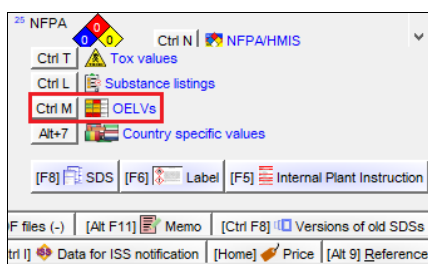 25 NFPA 0 0 0 Ctrl N NFPA/HMIS
Ctrl T Tox values
Ctrl L Substance listings
Ctrl M OELVs
Alt+7 Country specific values
[F8] SDS [F6] Label [F5] Internal Plant Instruction
F files (-) [Alt F11] Memo [Ctrl F8] Versions of old SDSs
trl I] Data for ISS notification [Home] Price [Alt 9] Reference